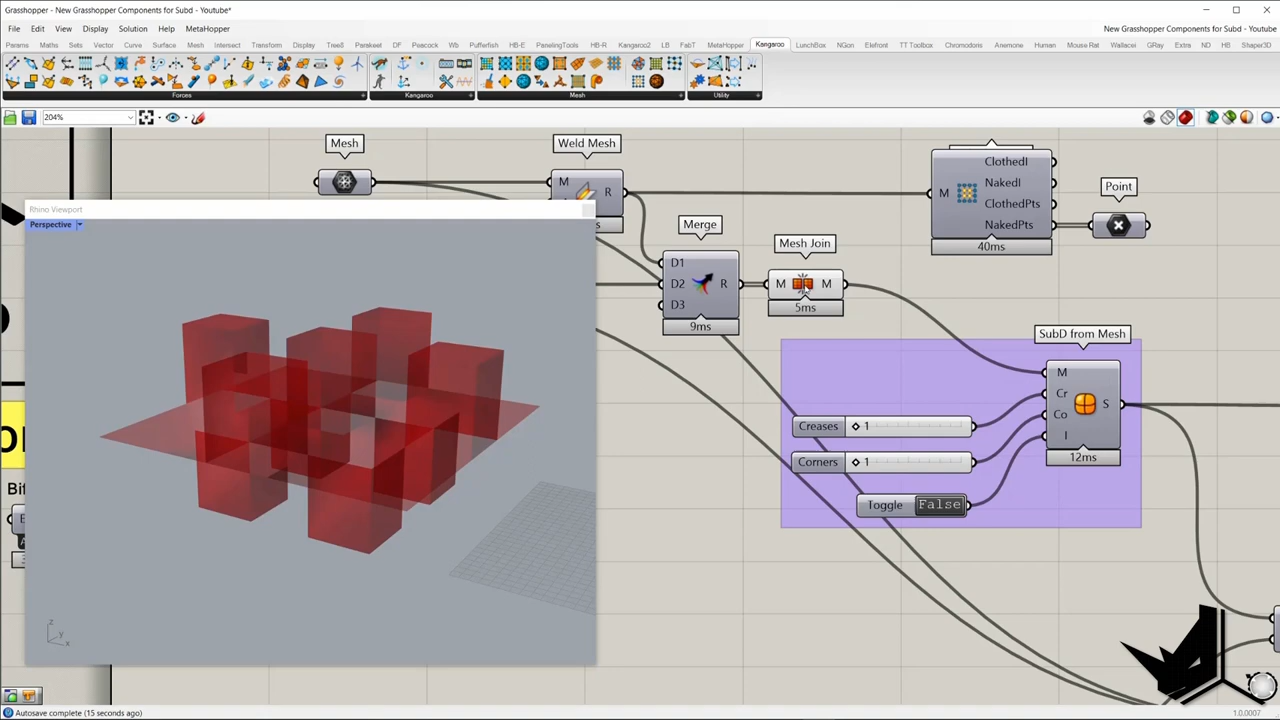 Grasshopper - New Grasshopper Components for Subd - Youtube*
File Edit View Display Solution Help MetaHopper
New Grasshopper Components for Subd - Youtube*
Params Maths Sets Vector Curve Surface Mesh Intersect Transform Display Tree8 Parakeet DF Peacock Wb Pufferfish HB-E PanelingTools HB-R Kangaroo2 LB FabT MetaHopper Kangaroo LunchBox NGon Elefront TT Toolbox Chromodoris Anemone Human Mouse Rat Wallacei GRay Extra ND HB Shaper3D
Forces Kangaroo Mesh Utility
204%
Mesh
Weld Mesh
M R
ClothedI
NakedI
ClothedPts
NakedPts
M
40ms
Point
Rhino Viewport
Perspective
Merge
D1
D2
D3
R
9ms
Mesh Join
M M
5ms
SubD from Mesh
M
Cr
Co
I
S
12ms
Creases 1
Corners 1
Toggle False
Bif
z
y
x
Autosave complete (15 seconds ago)
1.0.0007